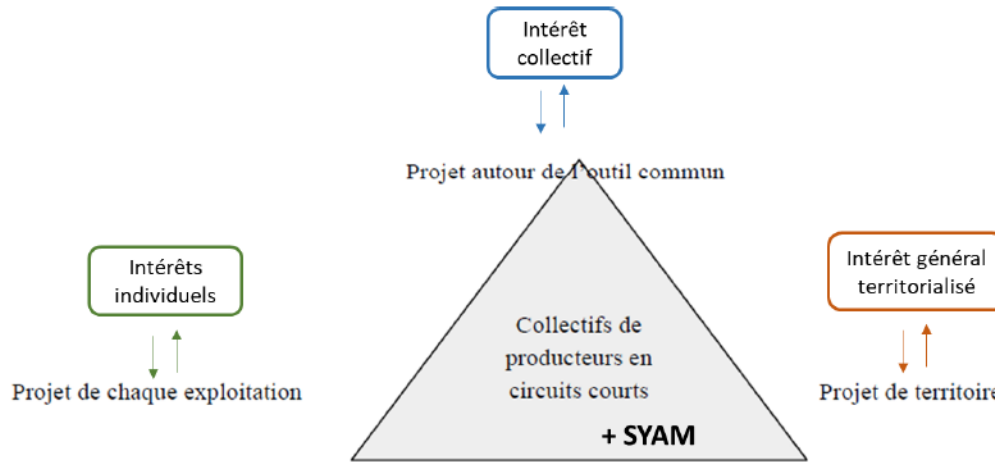 Intérêt
collectif
Projet autour de l'outil commun
Intérêts
individuels
Projet de chaque exploitation
Intérêt général
territorialisé
Projet de territoire
Collectifs de
producteurs en
circuits courts
+ SYAM